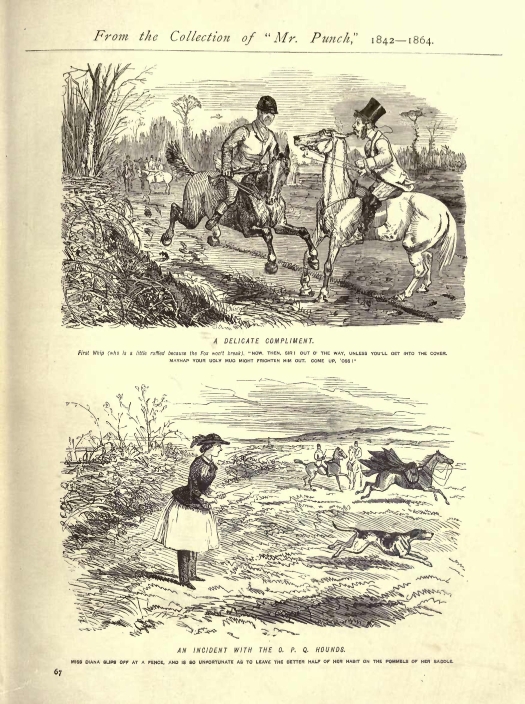 From the Collection of "Mr. Punch," 1842—1864.
A DELICATE COMPLIMENT.
First Whip (who is a little ruffled because the Fox won't break). "NOW, THEN, SIR! OUT O' THE WAY, UNLESS YOU'LL GET INTO THE COVER.
MAYHAP YOUR UGLY MUG MIGHT FRIGHTEN HIM OUT. COME UP, 'OSS!"
AN INCIDENT WITH THE O. P. Q. HOUNDS.
MISS DIANA SLIPS OFF AT A FENCE, AND IS SO UNFORTUNATE AS TO LEAVE THE BETTER HALF OF HER HABIT ON THE POMMELS OF HER SADDLE.
67